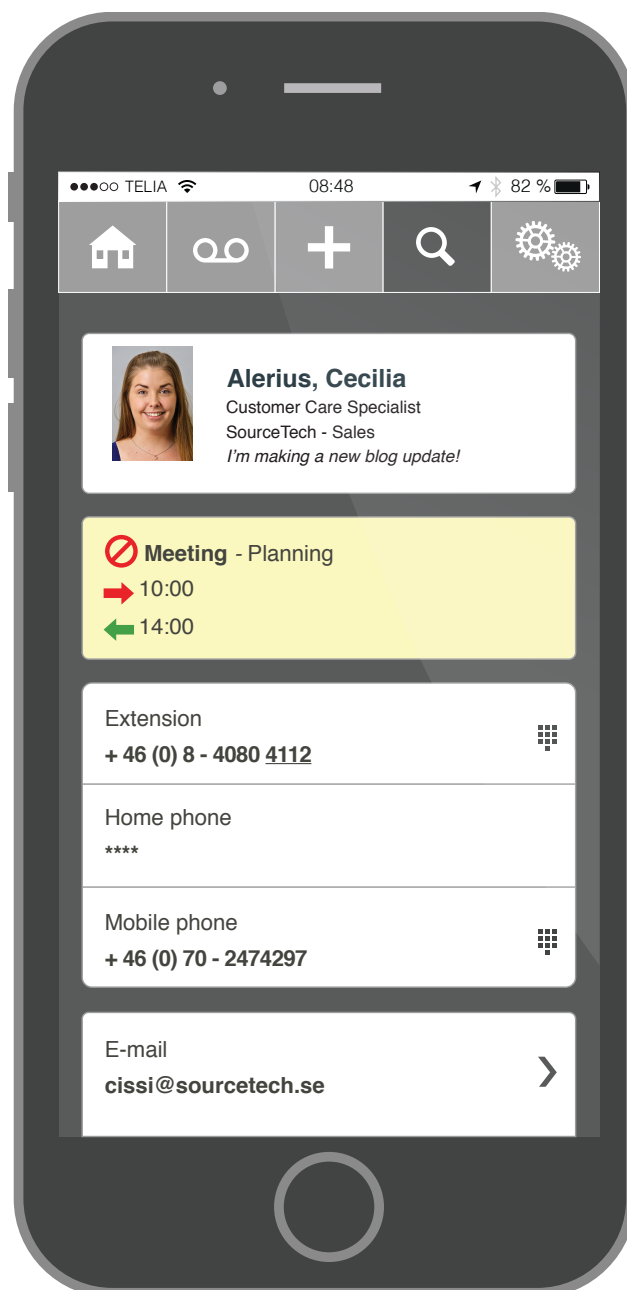 TELIA 08:48 82 %
Alerius, Cecilia
Customer Care Specialist
SourceTech - Sales
I'm making a new blog update!
Meeting - Planning
10:00
14:00
Extension
+ 46 (0) 8 - 4080 4112
Home phone
****
Mobile phone
+ 46 (0) 70 - 2474297
E-mail
cissi@sourcetech.se